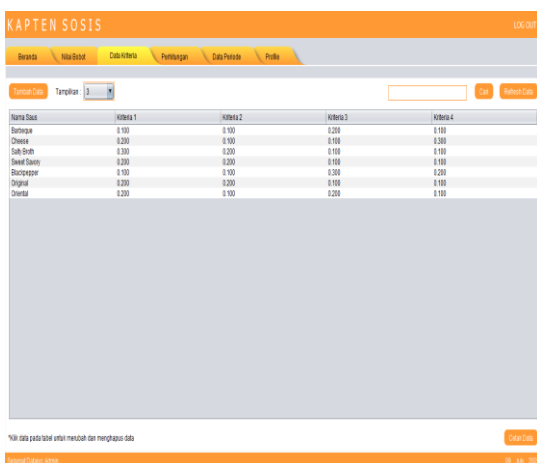 KAPTEN SOSIS LOG OUT
Beranda Nilai Bobot Data Kriteria Perhitungan Data Periode Profile
Tambah Data Tampilkan : 3 Cari Refresh Data
Nama Saus Kriteria 1 Kriteria 2 Kriteria 3 Kriteria 4
Barbeque 0.100 0.100 0.200 0.100
Cheese 0.200 0.100 0.100 0.300
Salty Broth 0.300 0.200 0.100 0.100
Sweet Savory 0.200 0.200 0.100 0.100
Blackpepper 0.100 0.100 0.300 0.200
Original 0.200 0.200 0.100 0.100
Oriental 0.200 0.100 0.200 0.100
*Klik data pada tabel untuk merubah dan menghapus data Detail Data
Selamat Datang, Admin